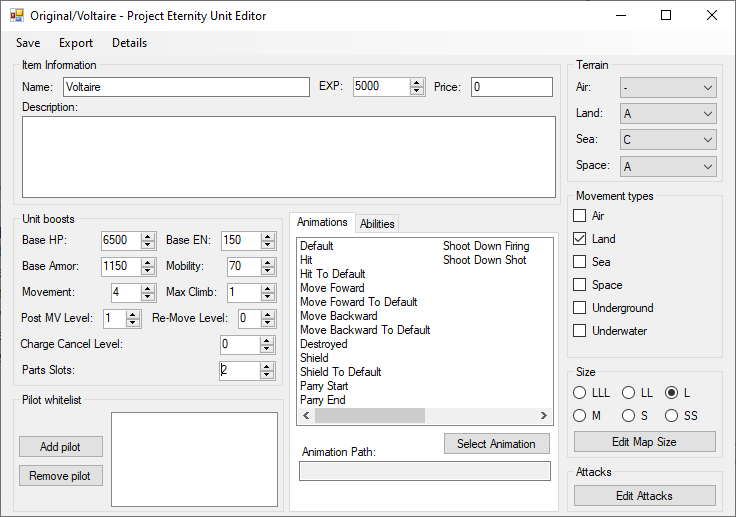 Original/Voltaire - Project Eternity Unit Editor
Save Export Details
Item Information
Name: Voltaire EXP: 5000 Price: 0
Description:
Terrain
Air: -
Land: A
Sea: C
Space: A
Unit boosts
Base HP: 6500 Base EN: 150
Base Armor: 1150 Mobility: 70
Movement: 4 Max Climb: 1
Post MV Level: 1 Re-Move Level: 0
Charge Cancel Level: 0
Parts Slots: 2
Pilot whitelist
Add pilot
Remove pilot
Animations Abilities
Default Shoot Down Firing
Hit Shoot Down Shot
Hit To Default
Move Foward
Move Foward To Default
Move Backward
Move Backward To Default
Destroyed
Shield
Shield To Default
Parry Start
Parry End
Select Animation
Animation Path:
Movement types
Air
Land
Sea
Space
Underground
Underwater
Size
LLL LL L
M S SS
Edit Map Size
Attacks
Edit Attacks